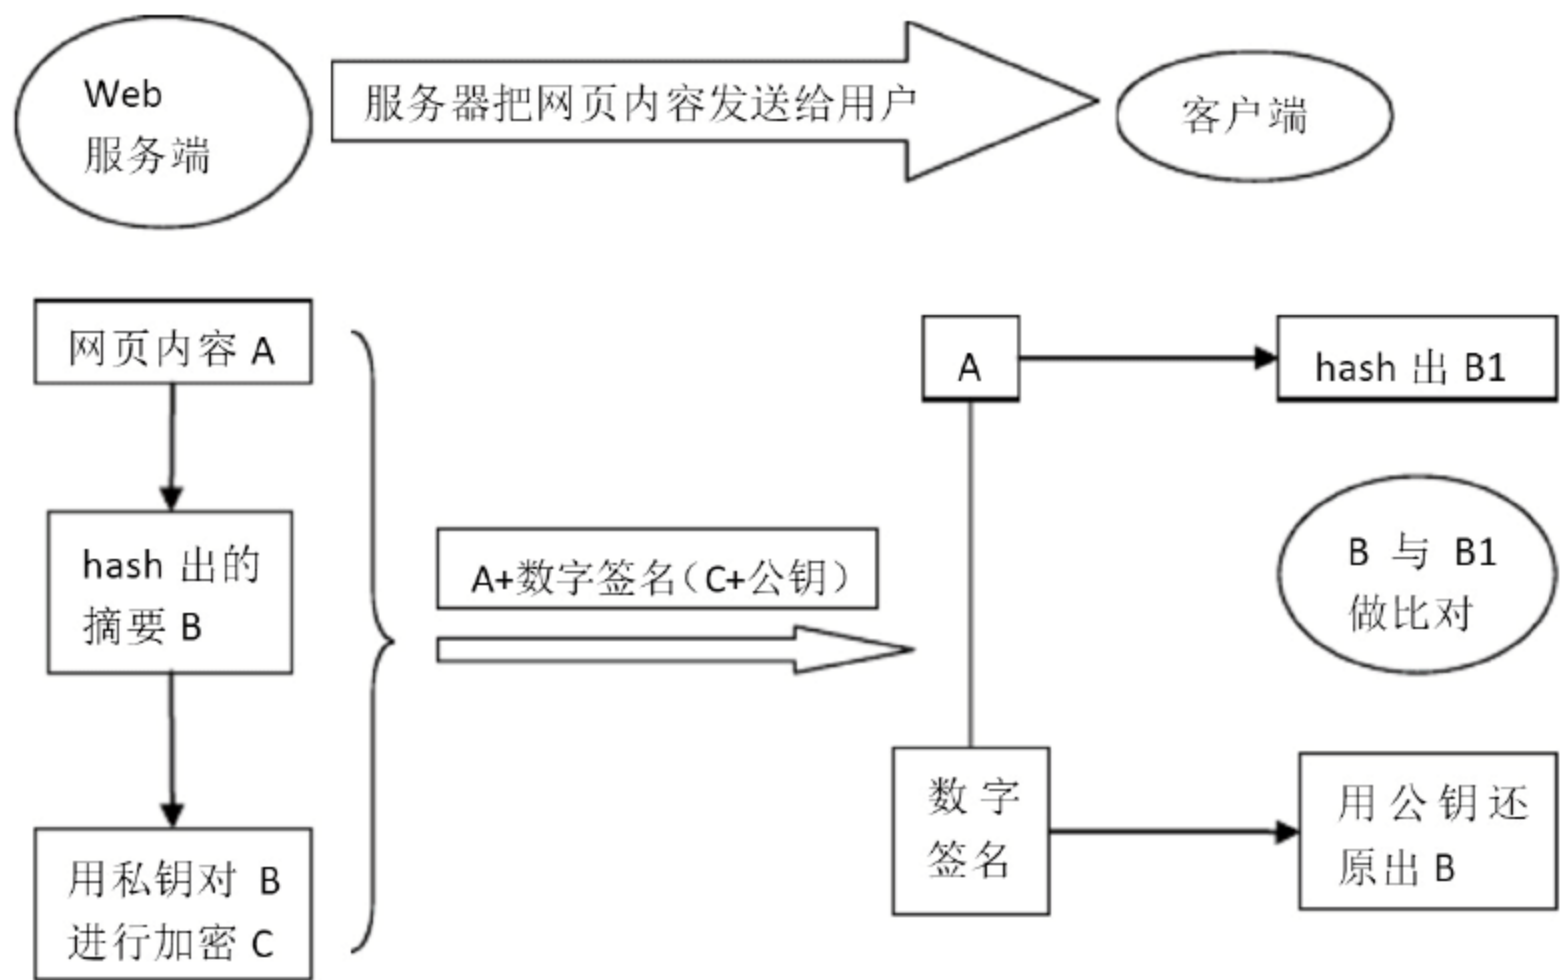 Web
服务端
服务器把网页内容发送给用户
客户端
网页内容 A
hash 出的
摘要 B
用私钥对 B
进行加密 C
A+数字签名（C+公钥）
A
hash 出 B1
B 与 B1
做比对
数字
签名
用公钥还
原出 B